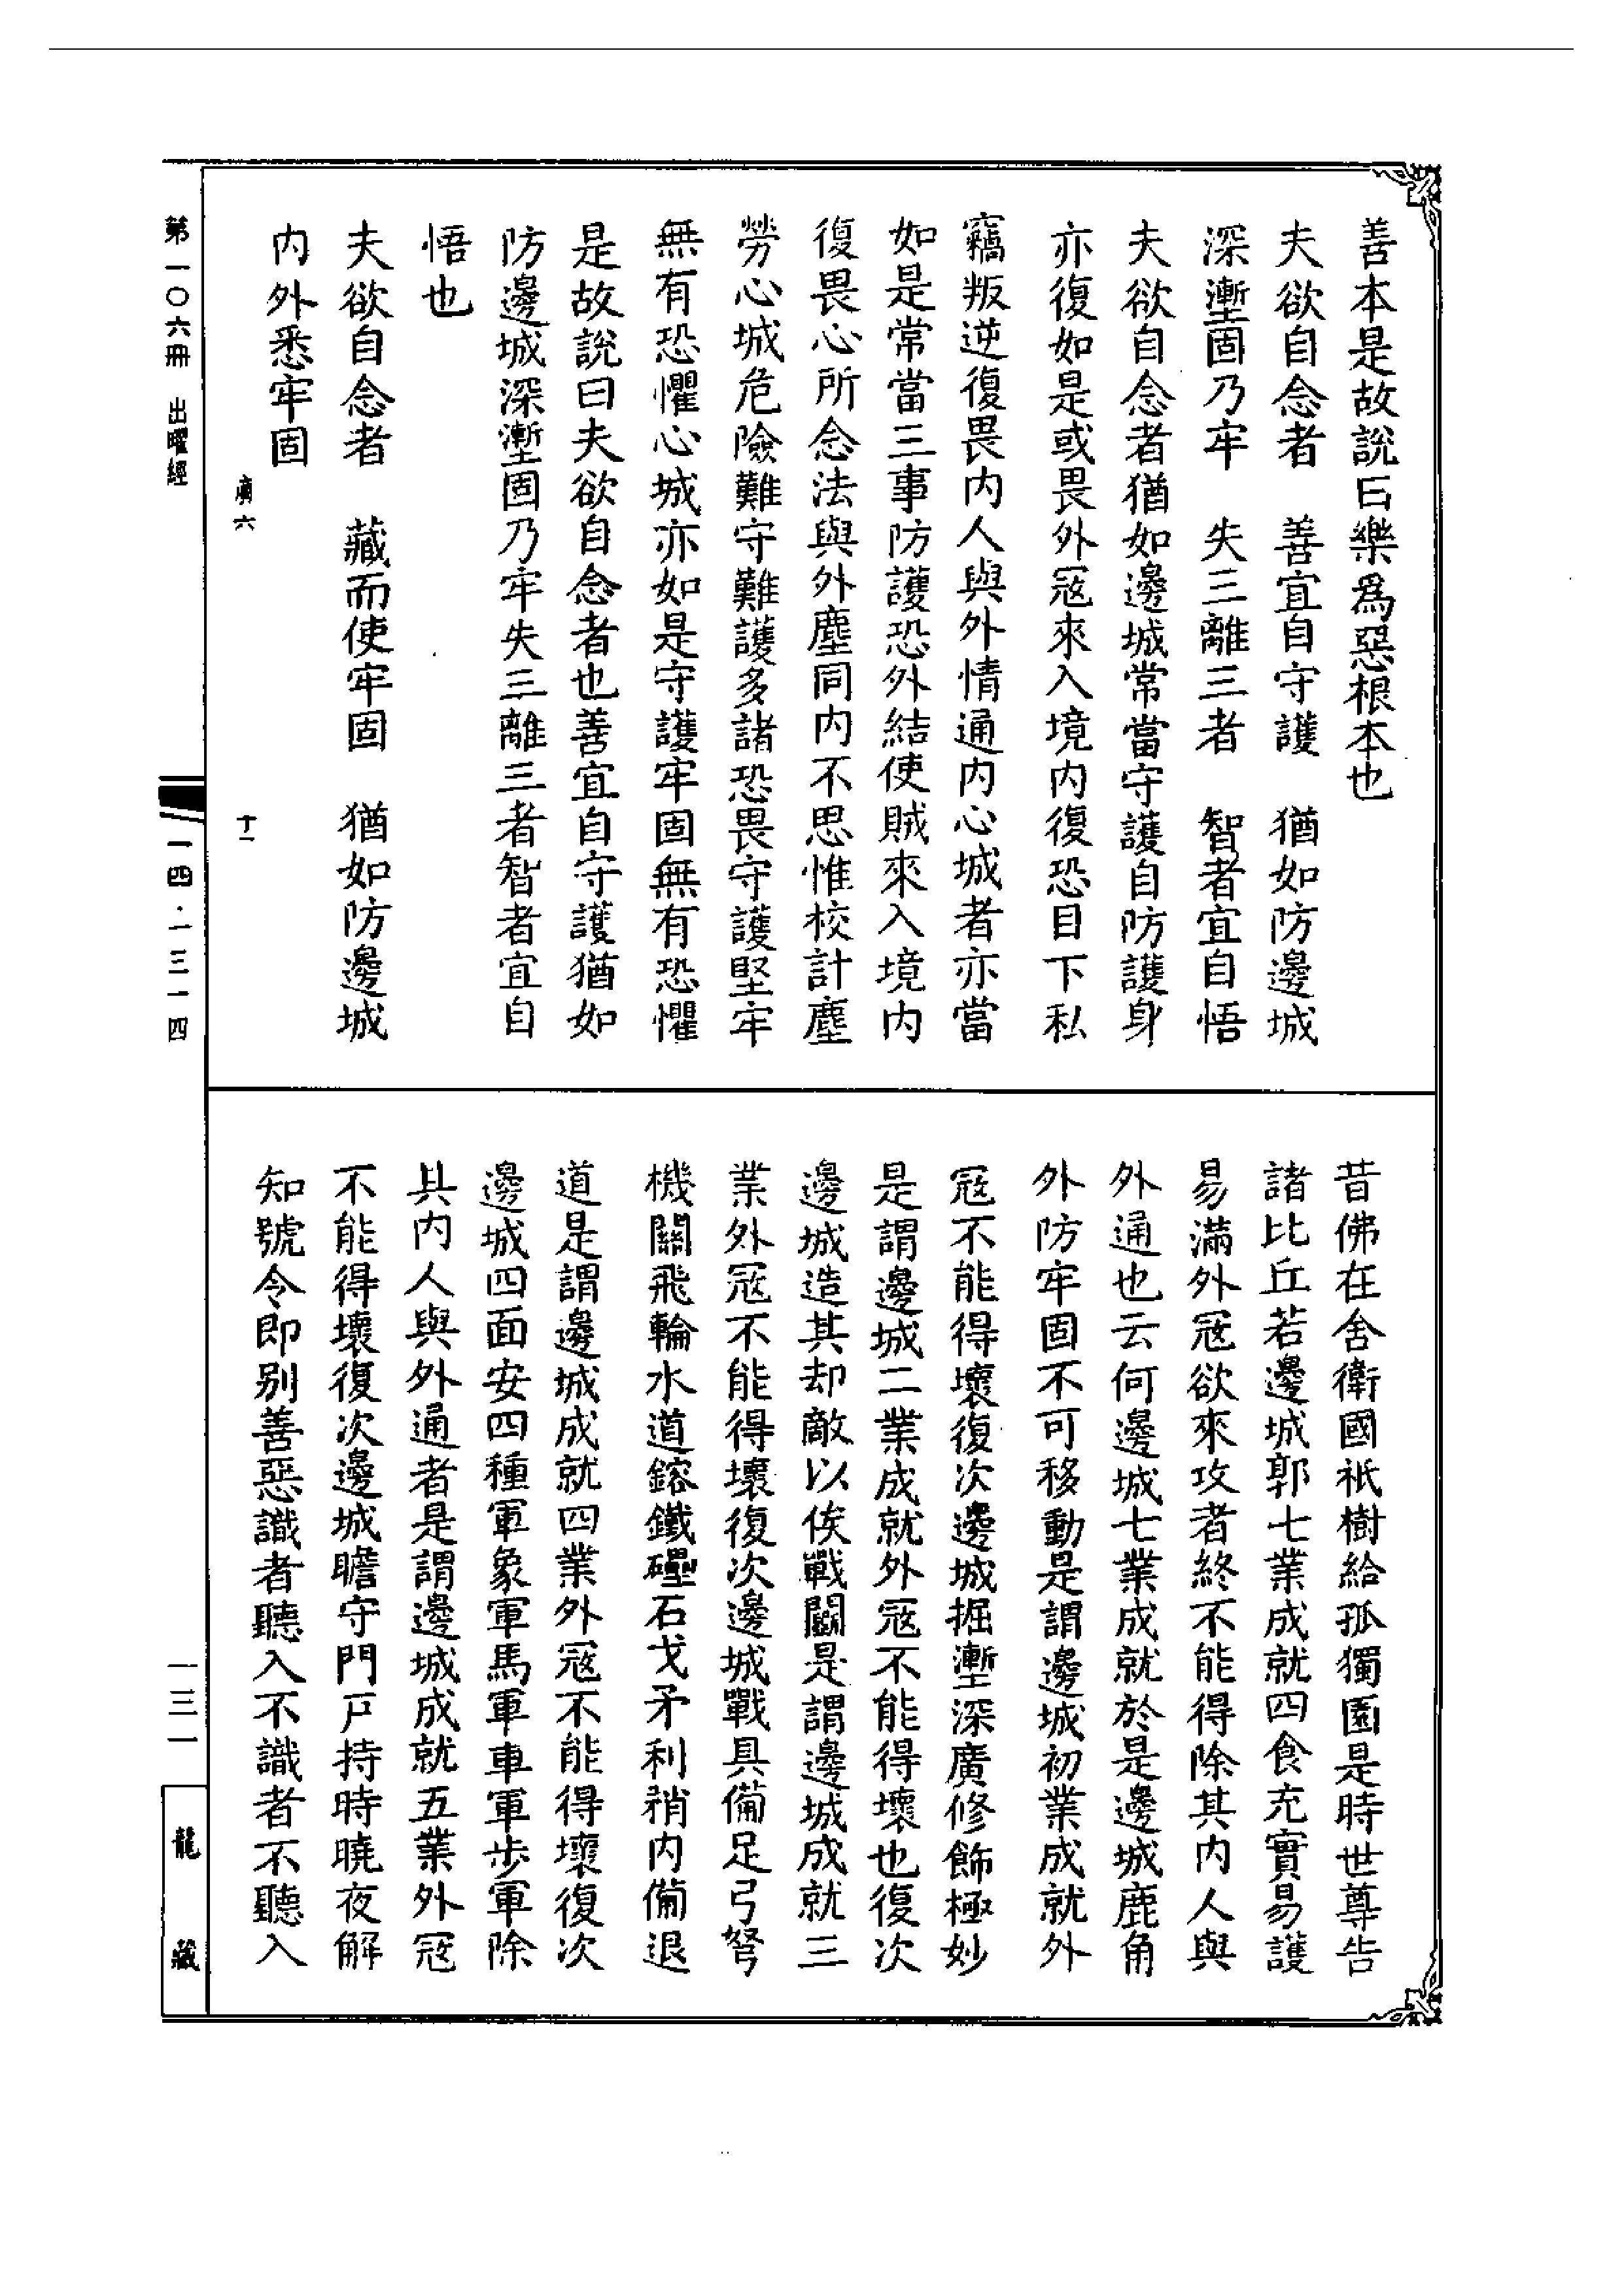 善本是故說曰樂爲惡根本也
夫欲自念者　善宜自守護　猶如防邊城
深壍固乃牢　失三離三者　智者宜自悟
夫欲自念者猶如邊城常當守護自防護身
亦復如是或畏外冦來入境内復恐目下私
竊叛逆復畏内人與外情通内心城者亦當
如是常當三事防護恐外結使賊來入境内
復畏心所念法與外塵同内不思惟校計塵
勞心城危險難守難護多諸恐畏守護堅牢
無有恐懼心城亦如是守護牢固無有恐懼
是故說曰夫欲自念者也善宜自守護猶如
防邊城深壍固乃牢失三離三者智者宜自
悟也
夫欲自念者　藏而使牢固　猶如防邊城
内外悉牢固
六　十一
昔佛在舍衛國祇樹給孤獨園是時世尊告
諸比丘若邊城郭七業成就四食充實易護
易滿外冦欲來攻者終不能得除其内人與
外通也云何邊城七業成就於是邊城鹿角
外防牢固不可移動是謂邊城初業成就外
冦不能得壞復次邊城掘壍深廣修飾極妙
是謂邊城二業成就外冦不能得壞也復次
邊城造其却敵以俟戰鬬是謂邊城成就三
業外冦不能得壞復次邊城戰具備足弓弩
機關飛輪水道鎔鐵礧石戈矛利矟内備退
道是謂邊城成就四業外冦不能得壞復次
邊城四面安四種軍象軍馬軍車軍步軍除
其内人與外通者是謂邊城成就五業外冦
不能得壞復次邊城瞻守門戸持時曉夜解
知號令即別善惡識者聽入不識者不聽入
第一〇六冊　出曜經
一四·一三一四
一三一
龍藏